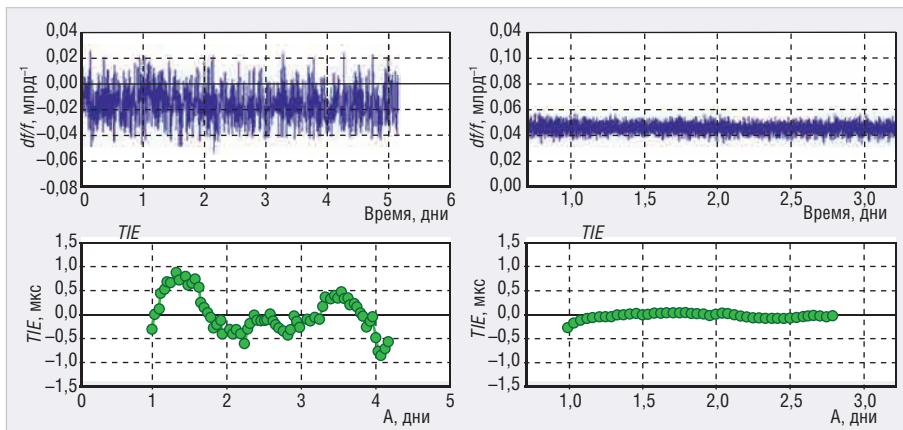 0,04
0,02
0,00
−0,02
−0,04
−0,06
-0,08
df/f, млрд⁻¹
0 1 2 3 4 5 6
Время, дни
0,04
0,10
0,08
0,06
0,04
0,02
0,00
df/f, млрд⁻¹
1,0 1,5 2,0 2,5 3,0
Время, дни
TIE
1,5
1,0
0,5
0,0
−0,5
−1,0
−1,5
TIE, мкс
0 1 2 3 4 5
А, дни
TIE
1,5
1,0
0,5
0,0
−0,5
1,0
−1,5
TIE, мкс
1,0 1,5 2,0 2,5 3,0
А, дни